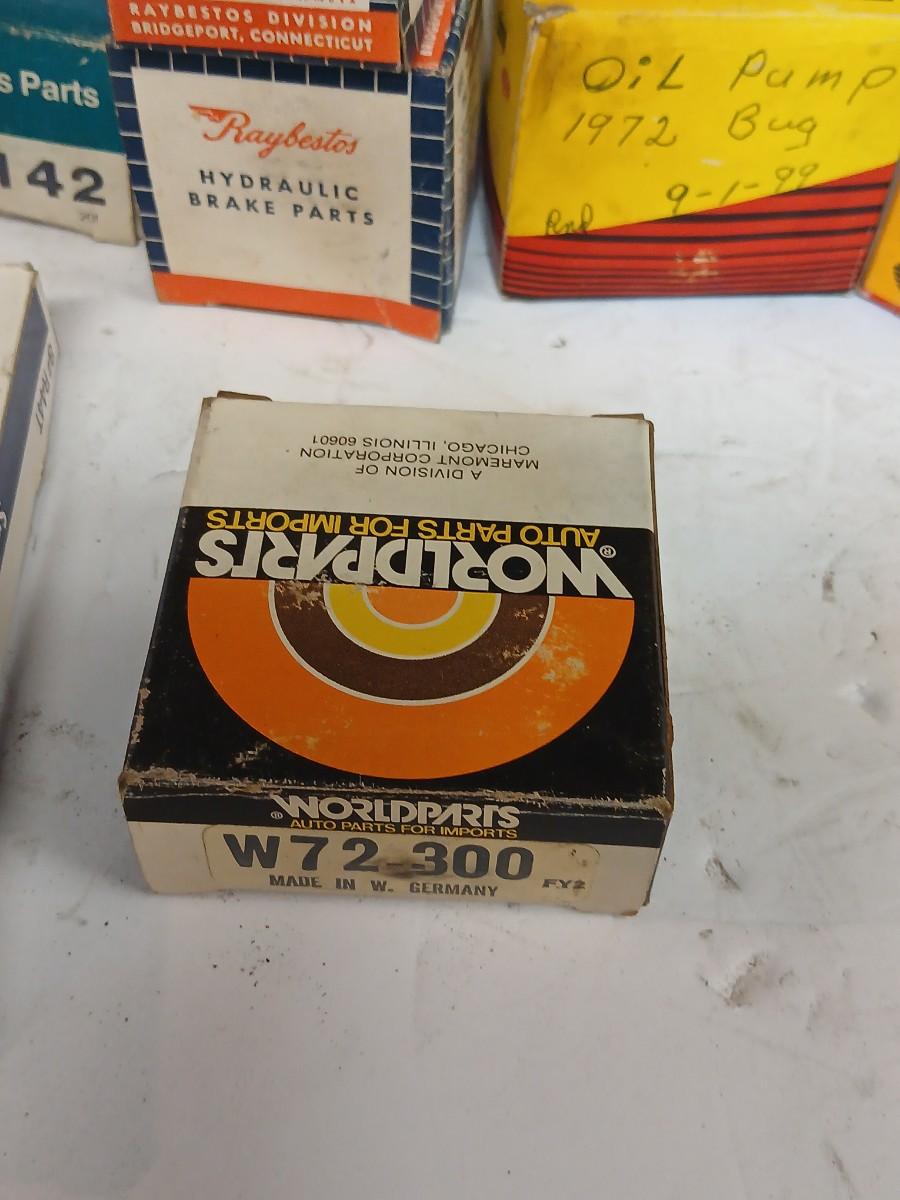 RAYBESTOS DIVISION
BRIDGEPORT, CONNECTICUT
s Parts
142
Raybestos
HYDRAULIC
BRAKE PARTS
OiL Pump
1972 Bug
9-1-99
A DIVISION OF
MAREMONT CORPORATION
CHICAGO, ILLINOIS 60601
WORLDPARTS®
AUTO PARTS FOR IMPORTS
® WORLDPARTS
AUTO PARTS FOR IMPORTS
W72-300
MADE IN W. GERMANY FY2